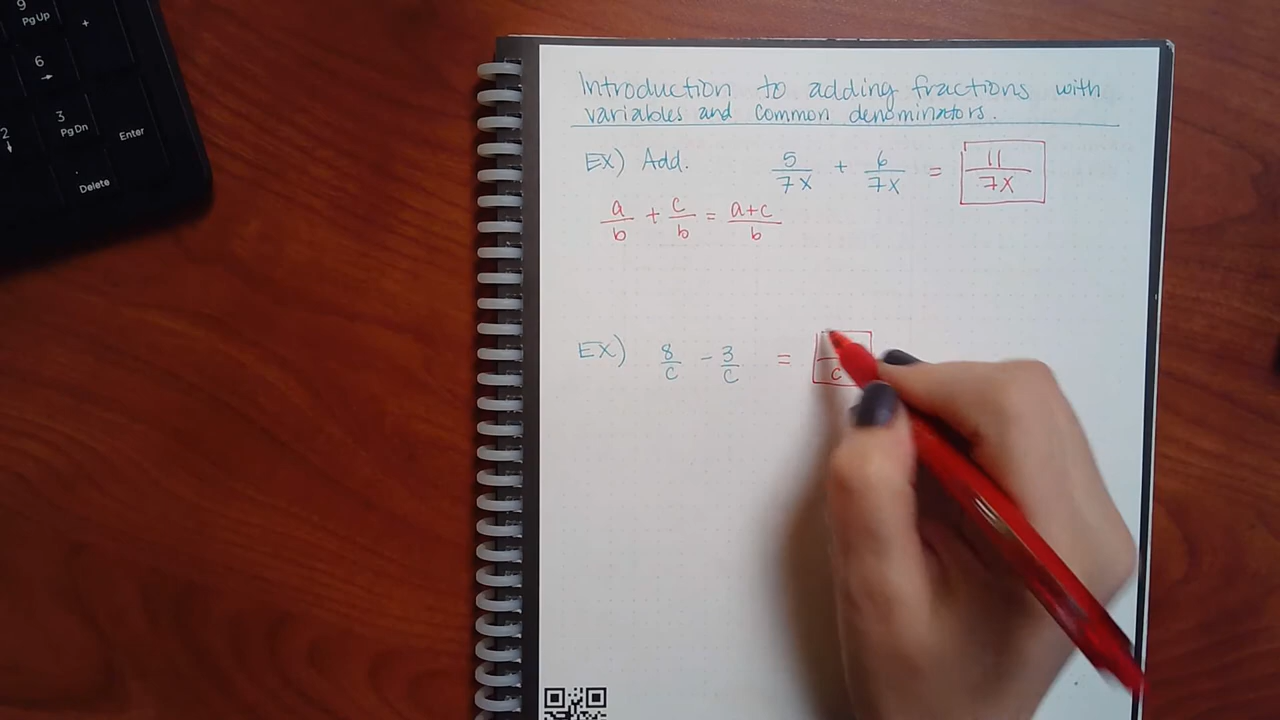 9
PgUp
+
6
→
3
PgDn
2
↓
Enter
.
Delete
Introduction to adding fractions with
variables and common denominators.
EX) Add. 5/7x + 6/7x = 11/7x
a/b + c/b = a+c/b
EX) 8/c - 3/c = /c